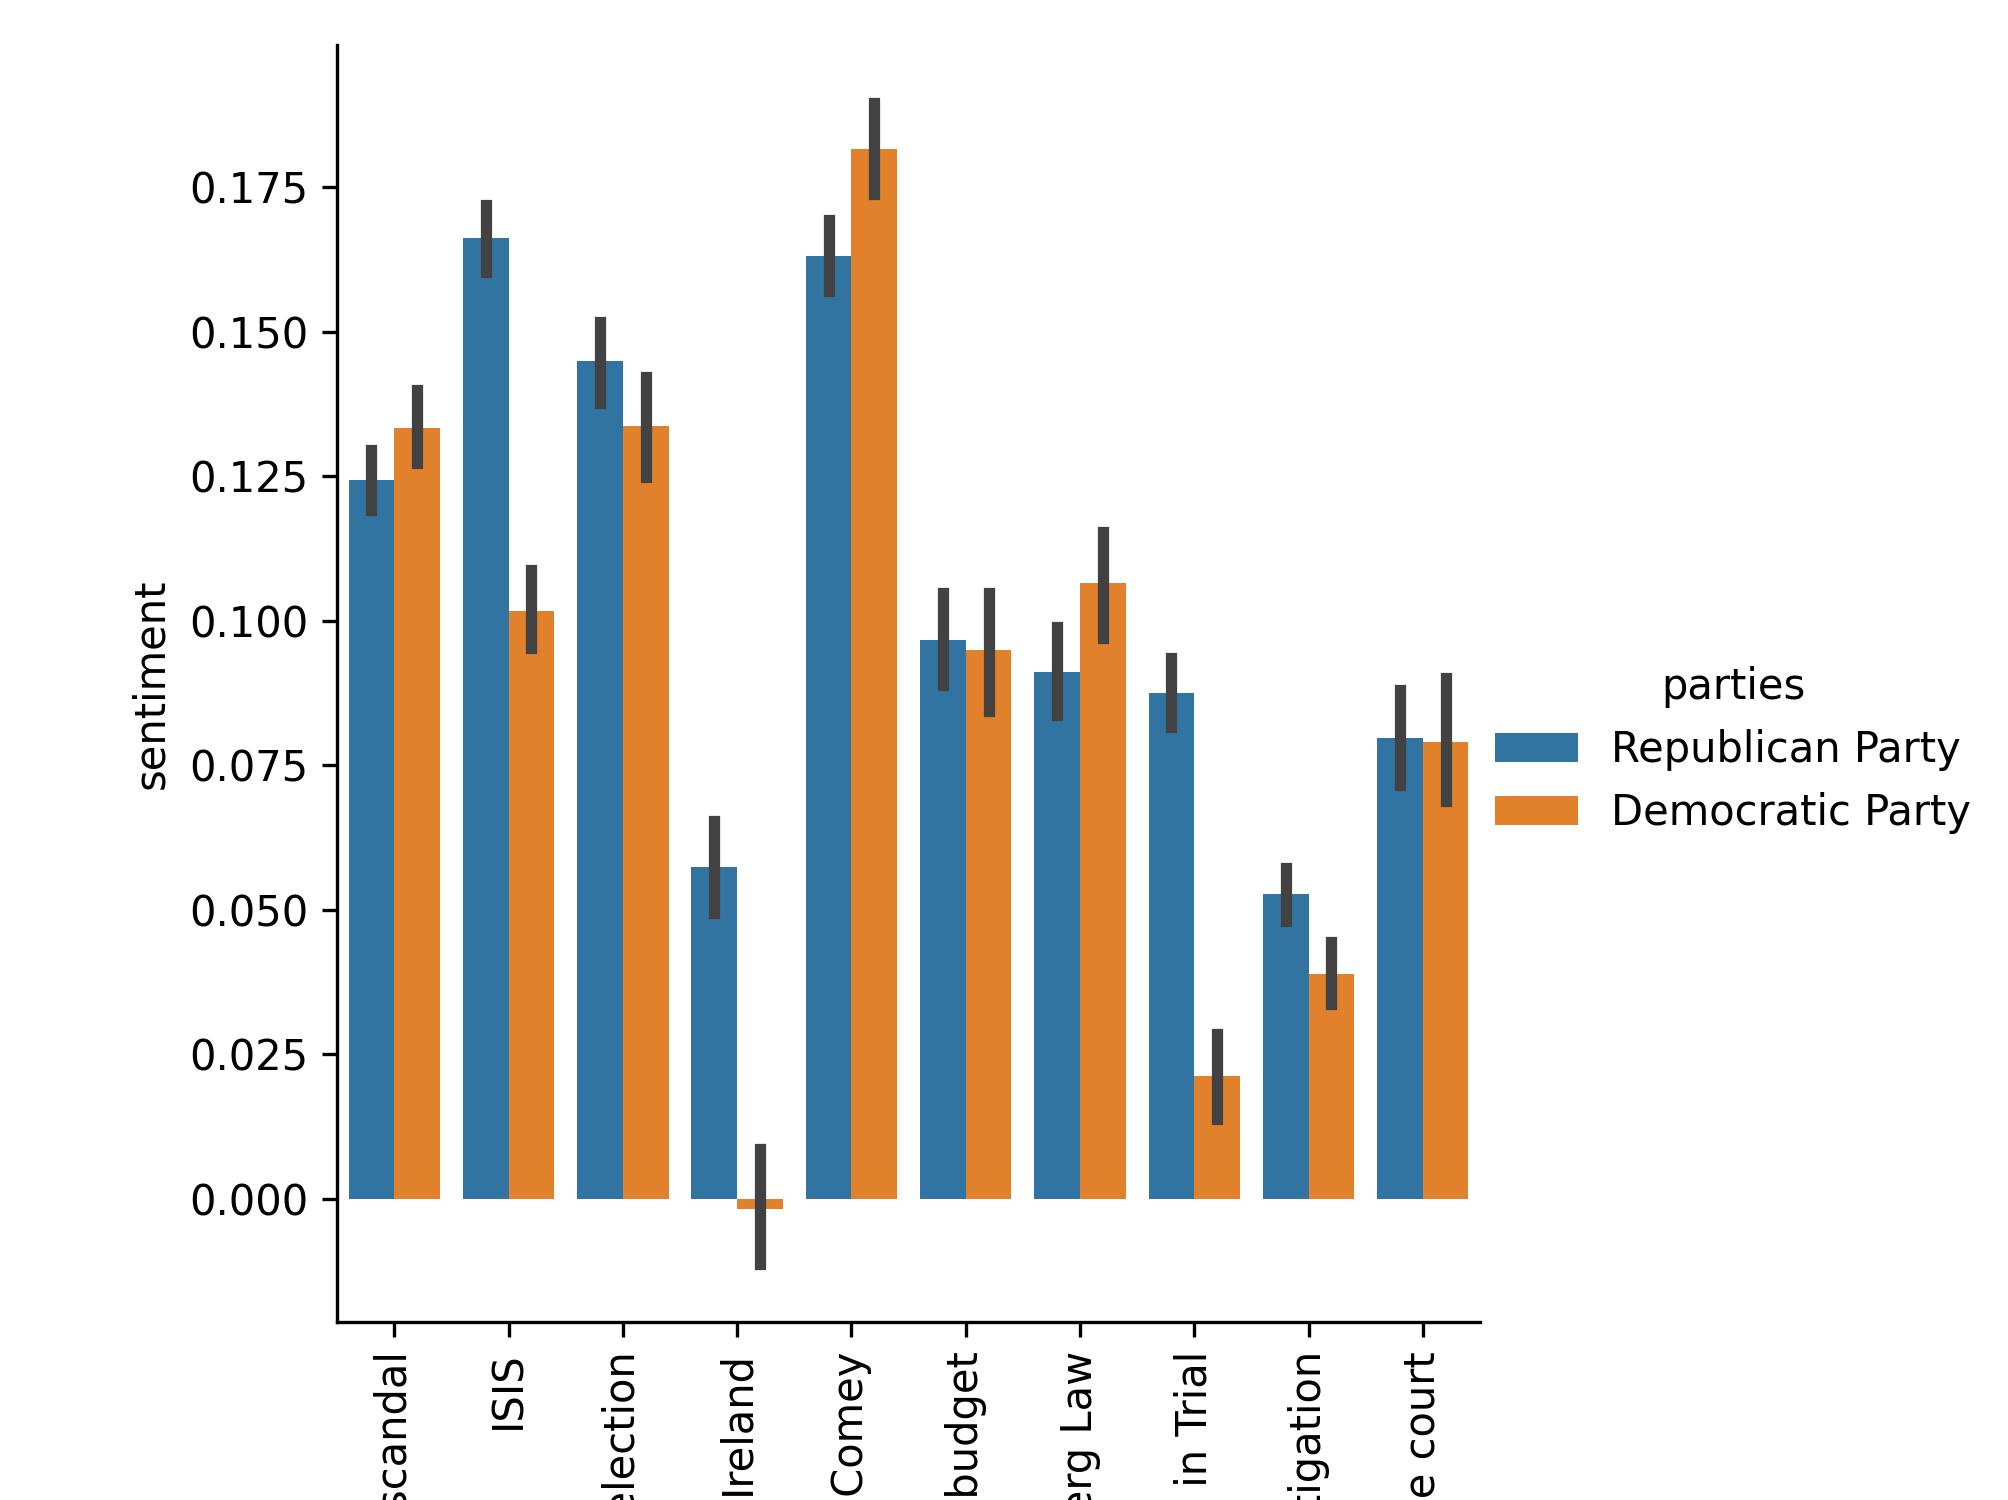 0.175
0.150
0.125
0.100
0.075
0.050
0.025
0.000
sentiment
parties
Republican Party
Democratic Party
scandal
ISIS
election
Ireland
Comey
budget
erg Law
in Trial
tigation
e court